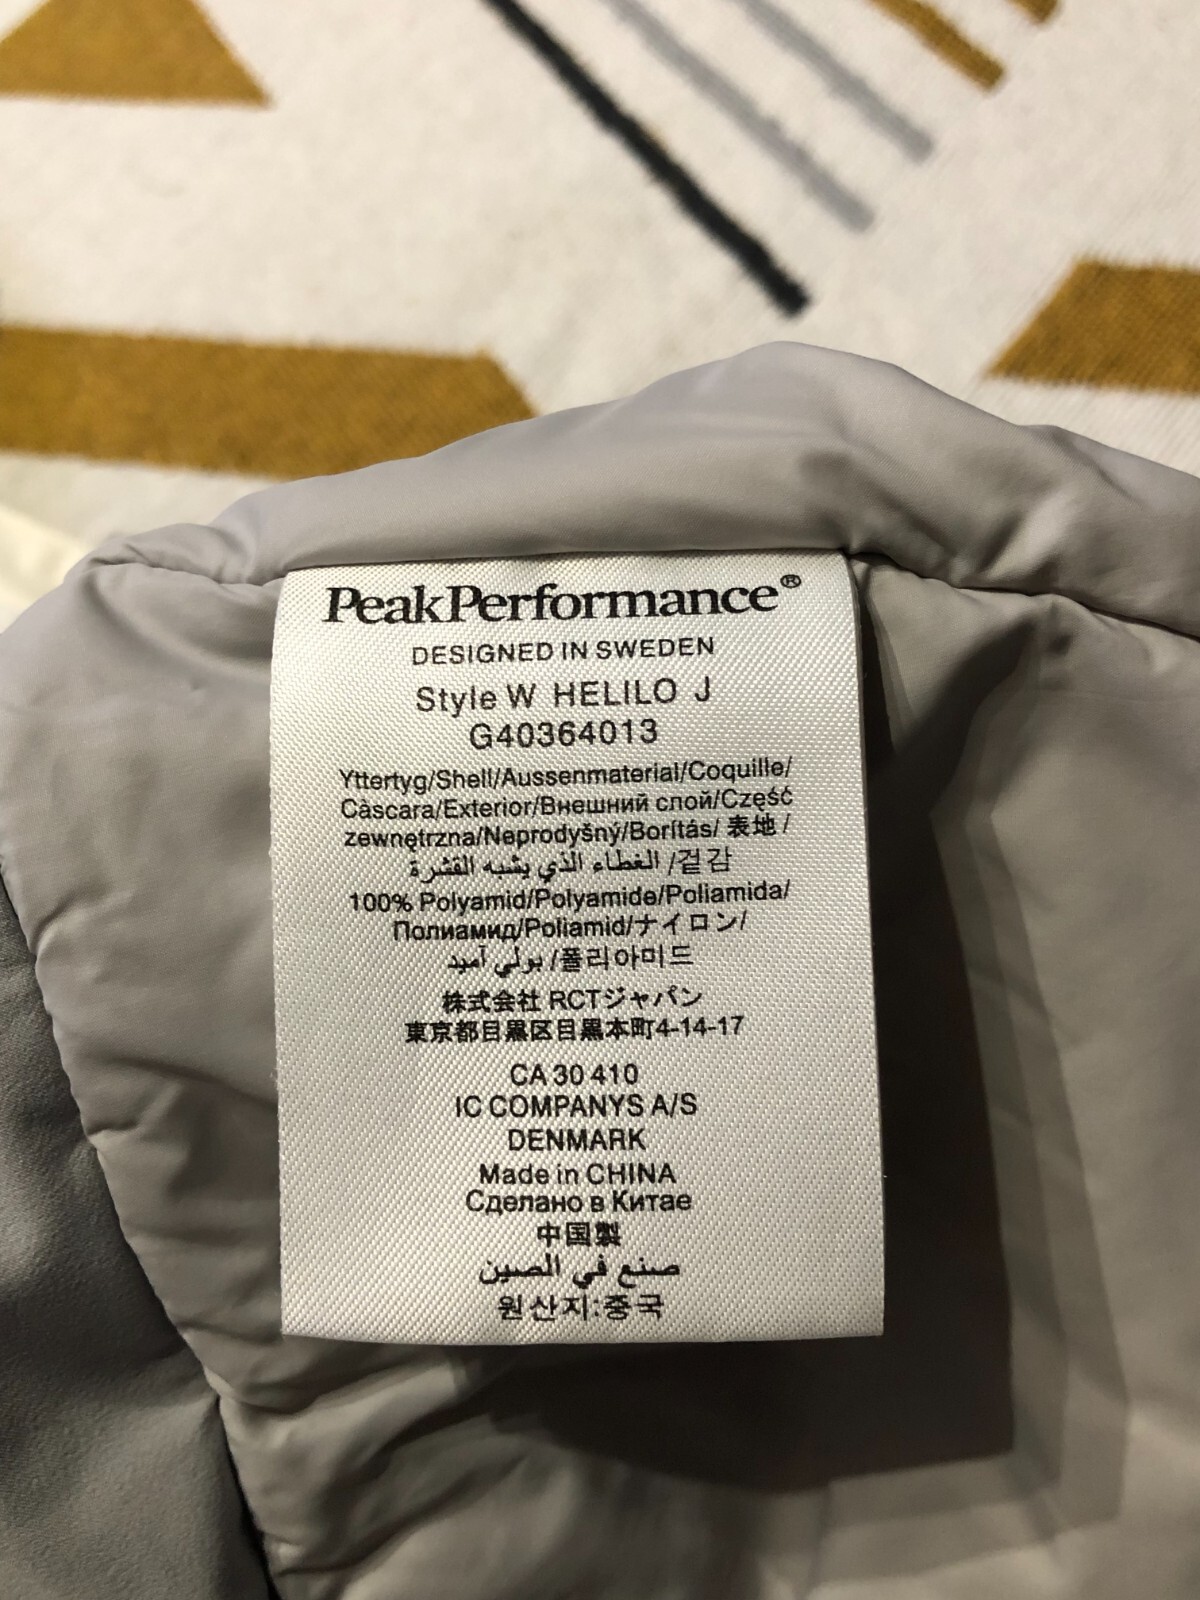 PeakPerformance®
DESIGNED IN SWEDEN
Style W HELILO J
G40364013
Yttertyg/Shell/Aussenmaterial/Coquille/
Càscara/Exterior/Внешний слой/Część
zewnętrzna/Neprodyšný/Borítás/ 表地 /
الغطاء الذي يشبه القشرة /겉감
100% Polyamid/Polyamide/Poliamida/
Полиамид/Poliamid/ナイロン/
بولي آميد /폴리아미드
株式会社 RCTジャパン
東京都目黒区目黒本町4-14-17
CA 30 410
IC COMPANYS A/S
DENMARK
Made in CHINA
Сделано в Китае
中国製
صنع في الصين
원산지:중국